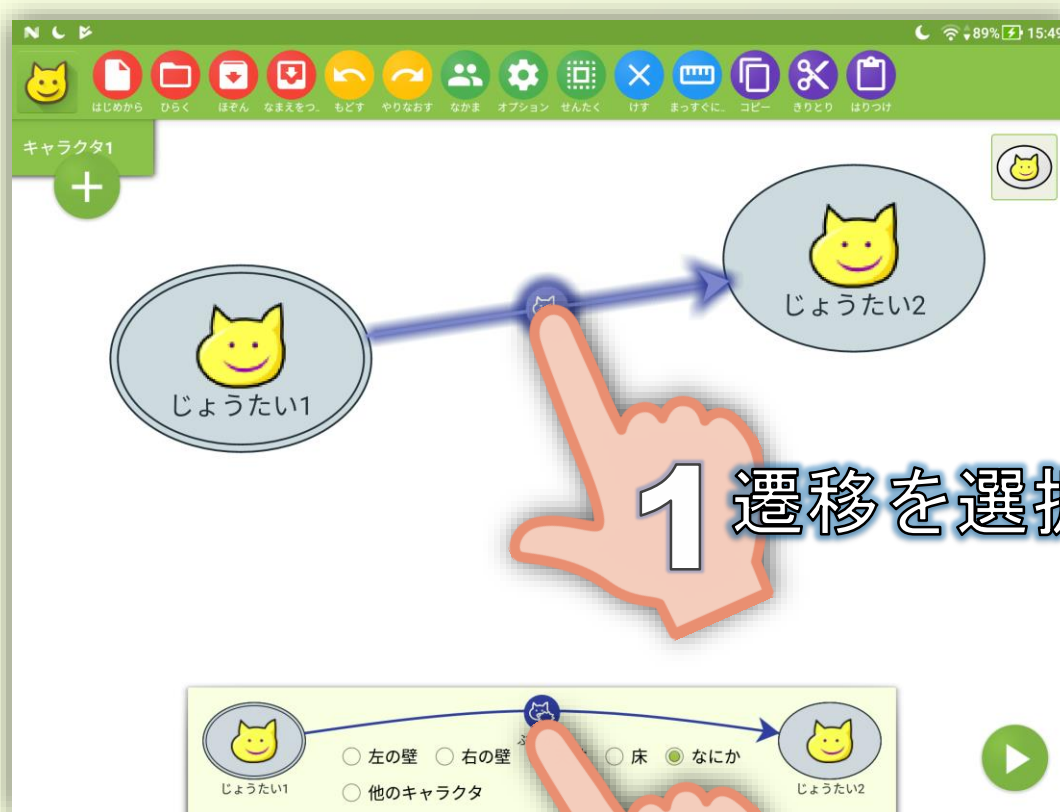 89% 15:49
はじめから ひらく ほぞん なまえをつ.. もどす やりなおす なかま オプション せんたく けす まっすぐに.. コピー きりとり はりつけ
キャラクタ1
じょうたい2
じょうたい1
1 遷移を選択
左の壁 右の壁 床 なにか
じょうたい1 じょうたい2
他のキャラクタ